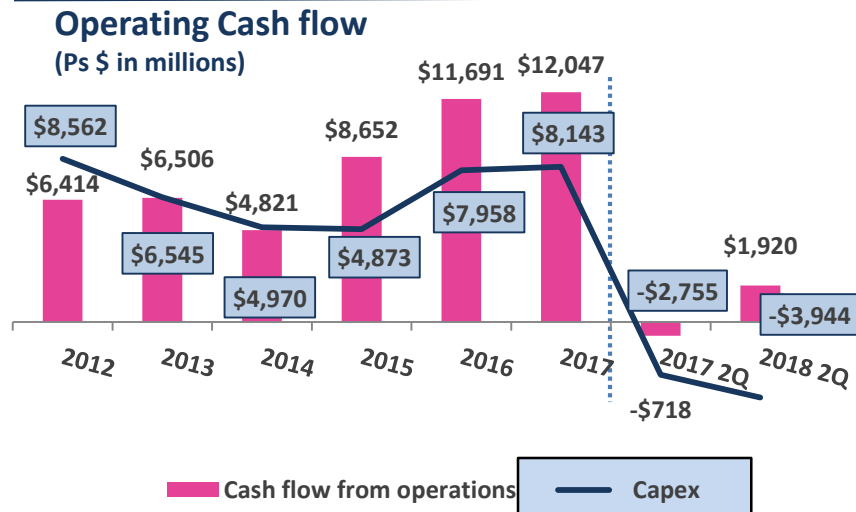 Operating Cash flow
(Ps $ in millions)
$11,691 $12,047
$8,562 $6,506 $8,652 $8,143
$6,414 $4,821
$6,545 $4,970 $4,873 $7,958
-$2,755 $1,920
-$3,944
2012 2013 2014 2015 2016 2017 2017 2Q 2018 2Q
-$718
Cash flow from operations Capex